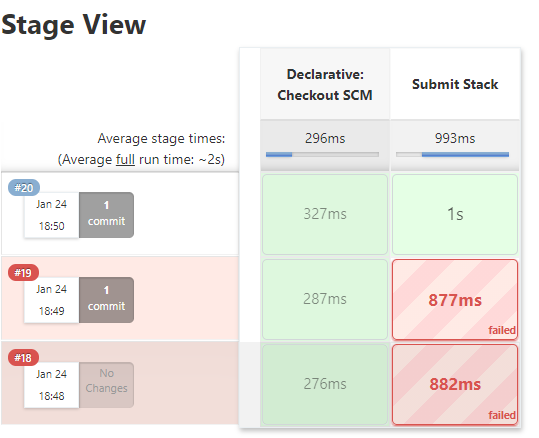 Stage View
Declarative:
Checkout SCM
Submit Stack
Average stage times:
(Average full run time: ~2s)
296ms
993ms
#20
Jan 24
18:50
1
commit
327ms
1s
#19
Jan 24
18:49
1
commit
287ms
877ms
failed
#18
Jan 24
18:48
No
Changes
276ms
882ms
failed